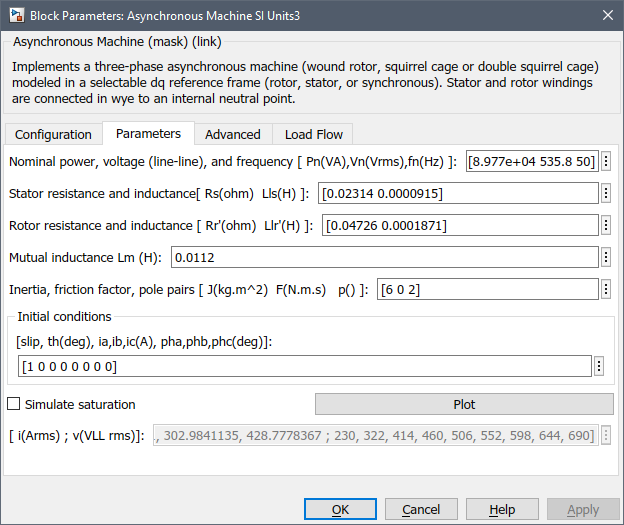 Block Parameters: Asynchronous Machine SI Units3
Asynchronous Machine (mask) (link)
Implements a three-phase asynchronous machine (wound rotor, squirrel cage or double squirrel cage)
modeled in a selectable dq reference frame (rotor, stator, or synchronous). Stator and rotor windings
are connected in wye to an internal neutral point.
Configuration Parameters Advanced Load Flow
Nominal power, voltage (line-line), and frequency [ Pn(VA),Vn(Vrms),fn(Hz) ]: [8.977e+04 535.8 50]
Stator resistance and inductance[ Rs(ohm) Lls(H) ]: [0.02314 0.0000915]
Rotor resistance and inductance [ Rr'(ohm) Llr'(H) ]: [0.04726 0.0001871]
Mutual inductance Lm (H): 0.0112
Inertia, friction factor, pole pairs [ J(kg.m^2) F(N.m.s) p() ]: [6 0 2]
Initial conditions
[slip, th(deg), ia,ib,ic(A), pha,phb,phc(deg)]:
[1 0 0 0 0 0 0 0]
Simulate saturation Plot
[ i(Arms) ; v(VLL rms)]: , 302.9841135, 428.7778367 ; 230, 322, 414, 460, 506, 552, 598, 644, 690]
OK Cancel Help Apply